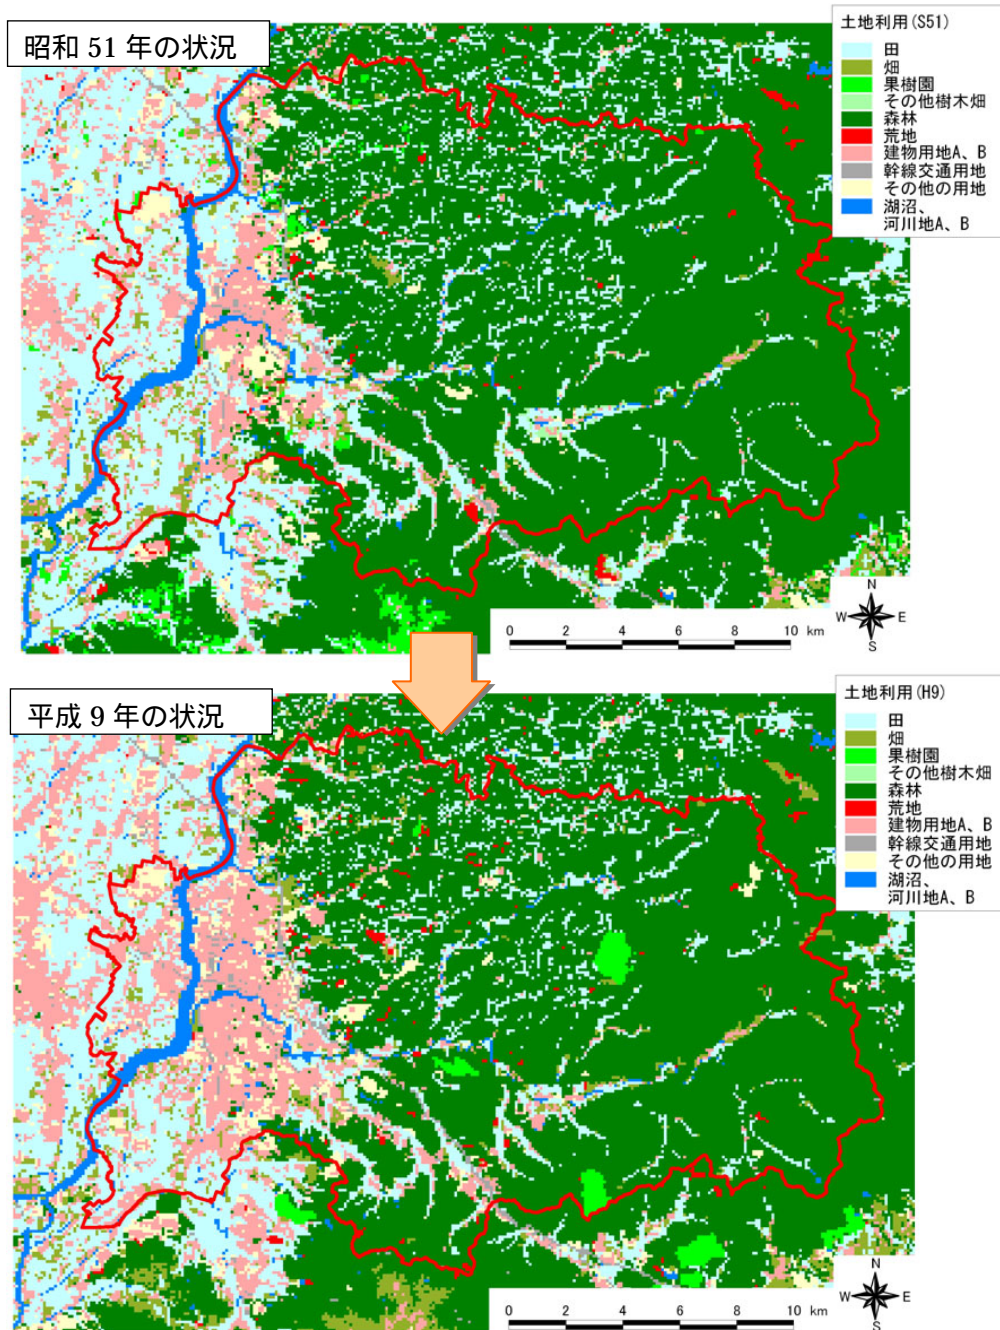 昭和 51 年の状況
土地利用(S51)
田
畑
果樹園
その他樹木畑
森林
荒地
建物用地A、B
幹線交通用地
その他の用地
湖沼、
河川地A、B
N
W E
S
0 2 4 6 8 10 km
平成 9 年の状況
土地利用(H9)
田
畑
果樹園
その他樹木畑
森林
荒地
建物用地A、B
幹線交通用地
その他の用地
湖沼、
河川地A、B
N
W E
S
0 2 4 6 8 10 km